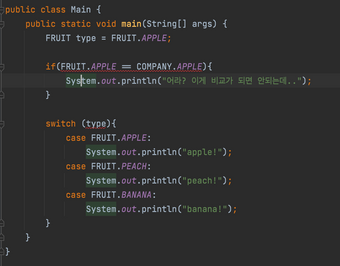 public class Main {
public static void main(String[] args) {
FRUIT type = FRUIT.APPLE;
if(FRUIT.APPLE == COMPANY.APPLE){
System.out.println("어라? 이게 비교가 되면 안되는데..");
}
switch (type){
case FRUIT.APPLE:
System.out.println("apple!");
case FRUIT.PEACH:
System.out.println("peach!");
case FRUIT.BANANA:
System.out.println("banana!");
}
}
}